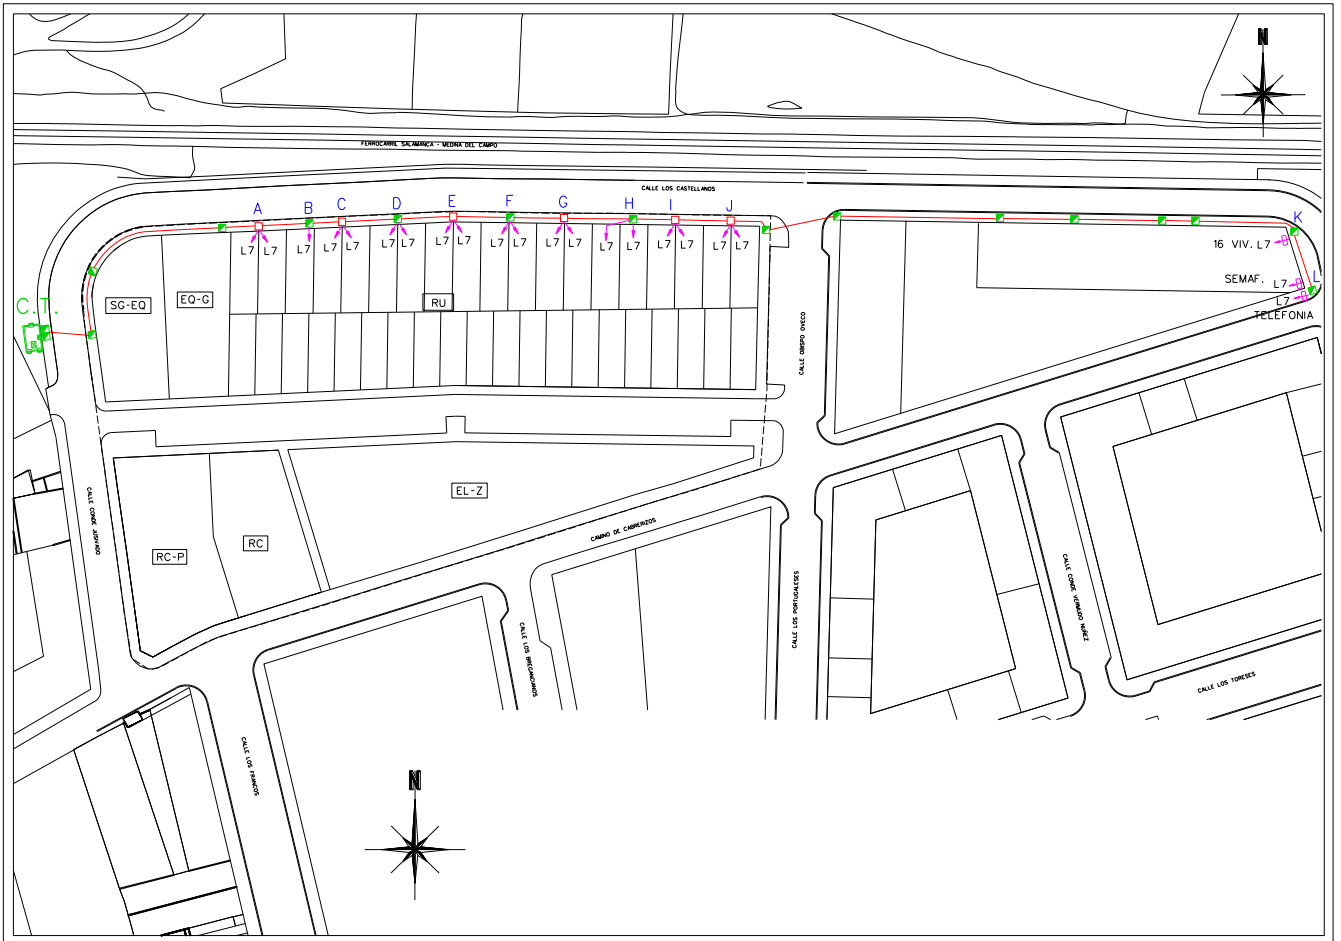 N
FERROCARRIL SALAMANCA - MEDINA DEL CAMPO
CALLE LOS CASTELLANOS
A
B
C
D
E
F
G
H
I
J
K
L7 L7
L7
L7 L7
L7 L7
L7 L7
L7 L7
L7 L7
L7 L7
L7 L7
L7 L7
16 VIV. L7
SEMAF. L7
L
L7
TELEFONIA
C.T.
SG-EQ
EQ-G
RU
CALLE OBISPO OVECO
EL-Z
CALLE CONDE JUSVADO
CAMINO DE CABRERIZOS
RC-P
RC
CALLE LOS PORTUGALESES
CALLE CONDE VERMUDO NUÑEZ
CALLE LOS BREGANCIANOS
CALLE LOS TORESES
CALLE LOS FRANCOS
N